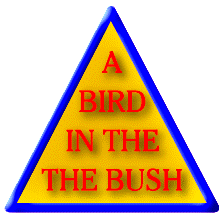 A
BIRD
IN THE
THE BUSH